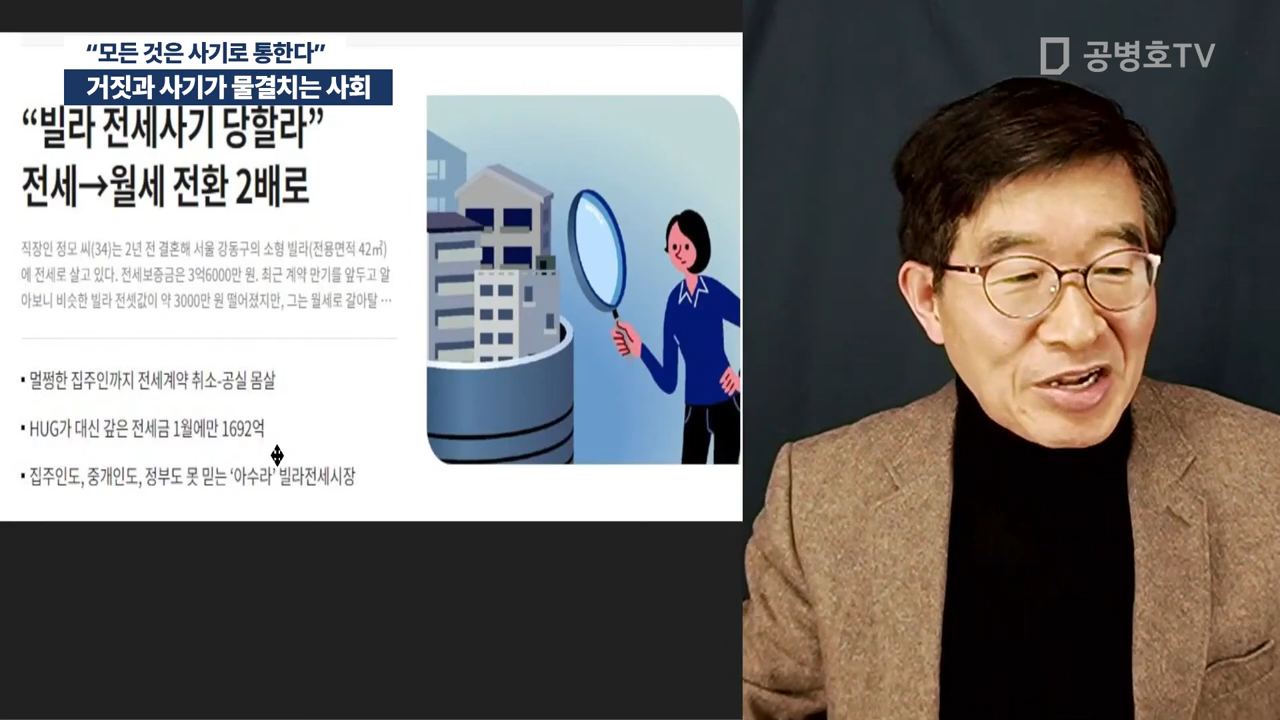 “모든 것은 사기로 통한다”
거짓과 사기가 물결치는 사회
공병호TV
“빌라 전세사기 당할라”
전세→월세 전환 2배로
직장인 정모 씨(34)는 2년 전 결혼해 서울 강동구의 소형 빌라(전용면적 42㎡)
에 전세로 살고 있다. 전세보증금은 3억6000만 원. 최근 계약 만기를 앞두고 알
아보니 비슷한 빌라 전셋값이 약 3000만 원 떨어졌지만, 그는 월세로 갈아탈 …
▪ 멀쩡한 집주인까지 전세계약 취소-공실 몸살
▪ HUG가 대신 갚은 전세금 1월에만 1692억
▪ 집주인도, 중개인도, 정부도 못 믿는 ‘아수라’ 빌라전세시장